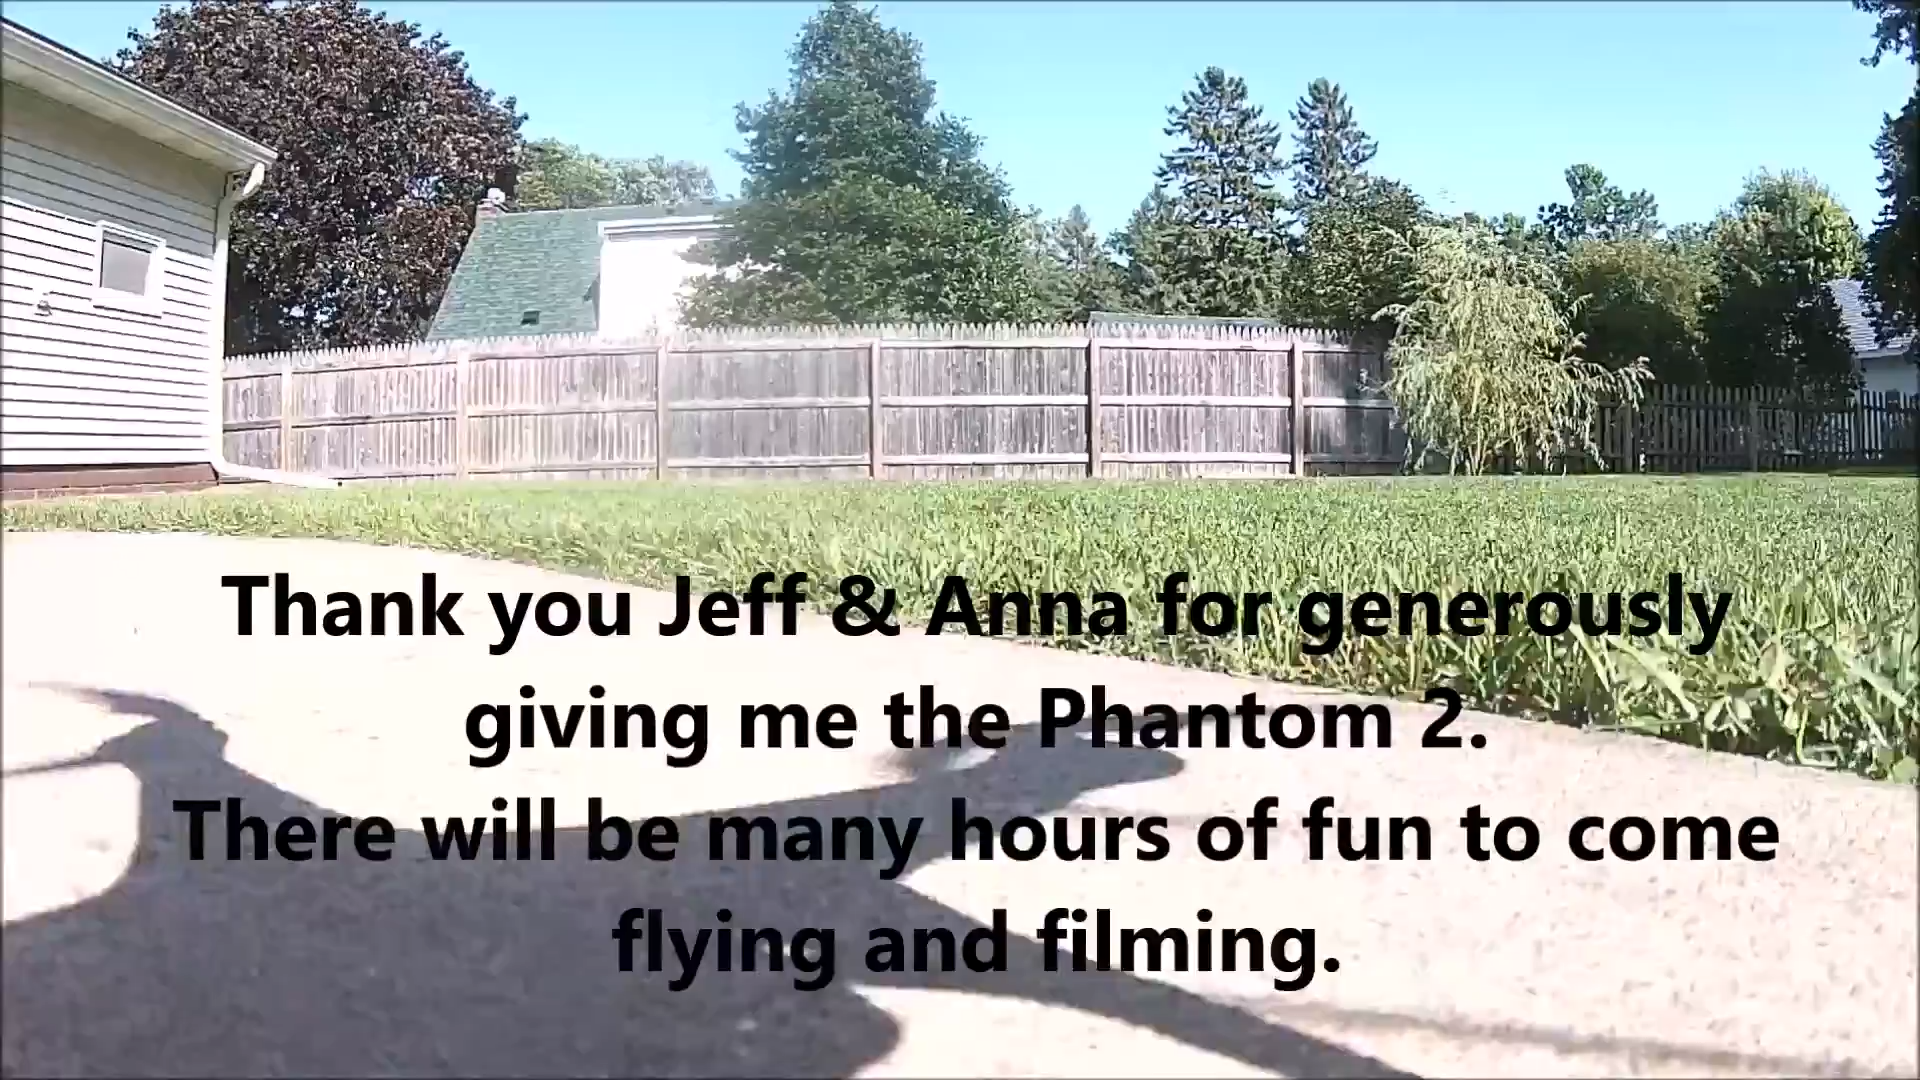 Thank you Jeff & Anna for generously
giving me the Phantom 2.
There will be many hours of fun to come
flying and filming.